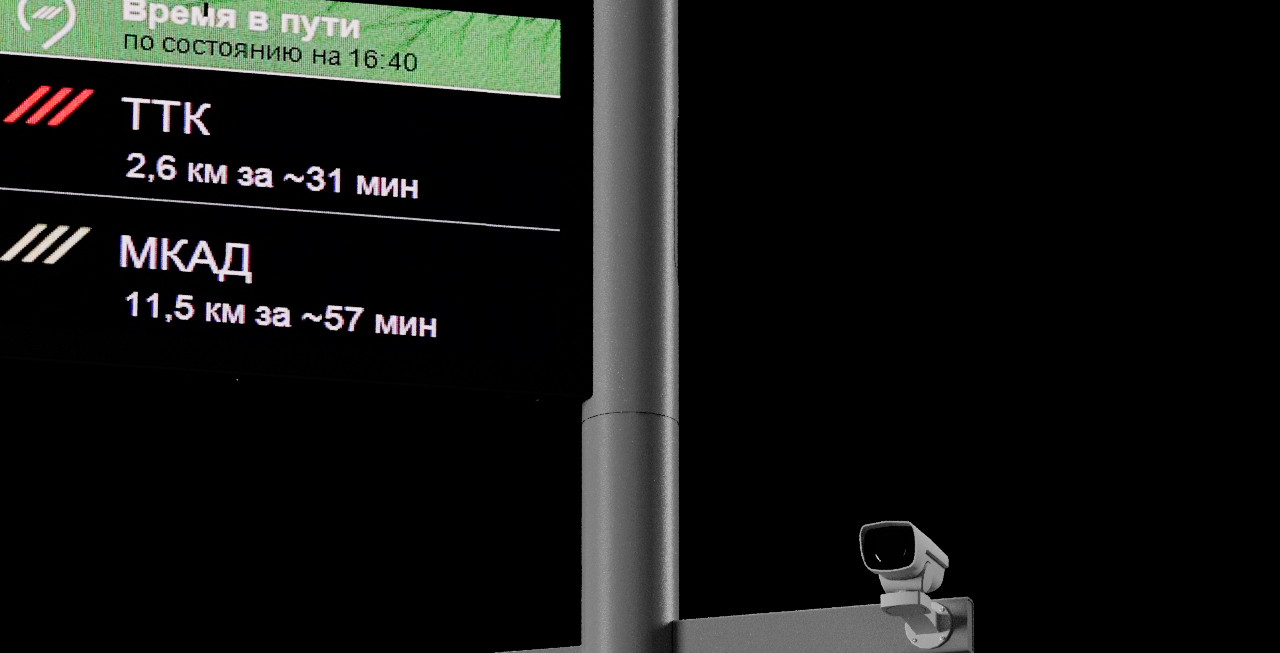 Время в пути
по состоянию на 16:40
ТТК
2,6 км за ~31 мин
МКАД
11,5 км за ~57 мин